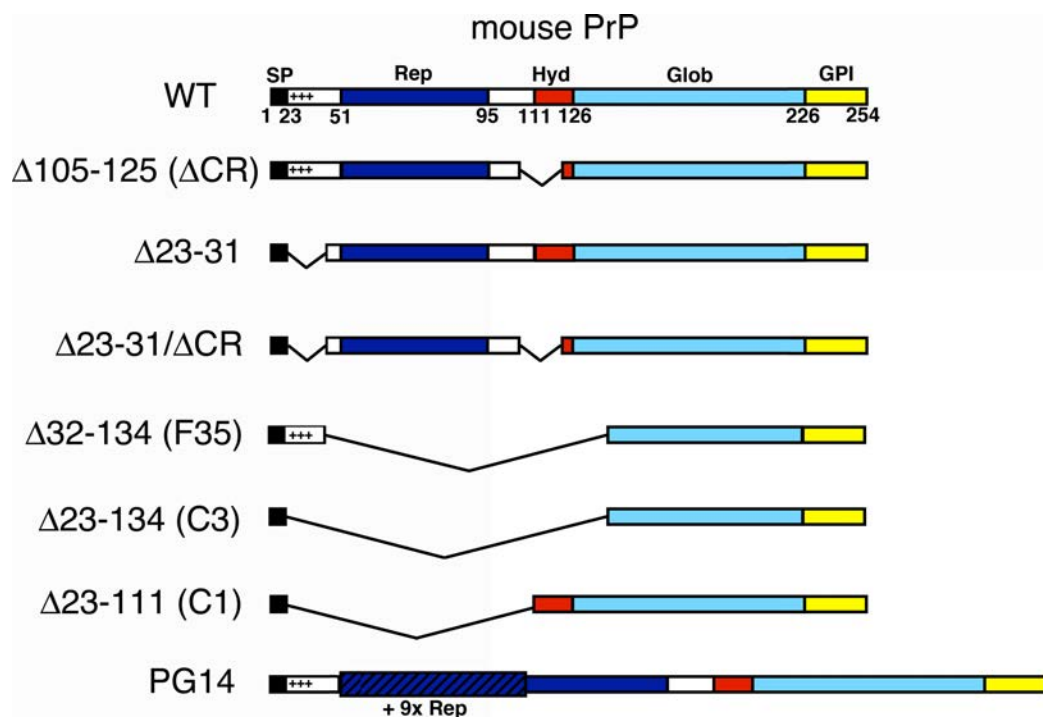 mouse PrP
SP Rep Hyd Glob GPI
WT +++
1 23 51 95 111 126 226 254
Δ105-125 (ΔCR) +++
Δ23-31
Δ23-31/ΔCR
Δ32-134 (F35) +++
Δ23-134 (C3)
Δ23-111 (C1)
PG14 +++
+ 9x Rep